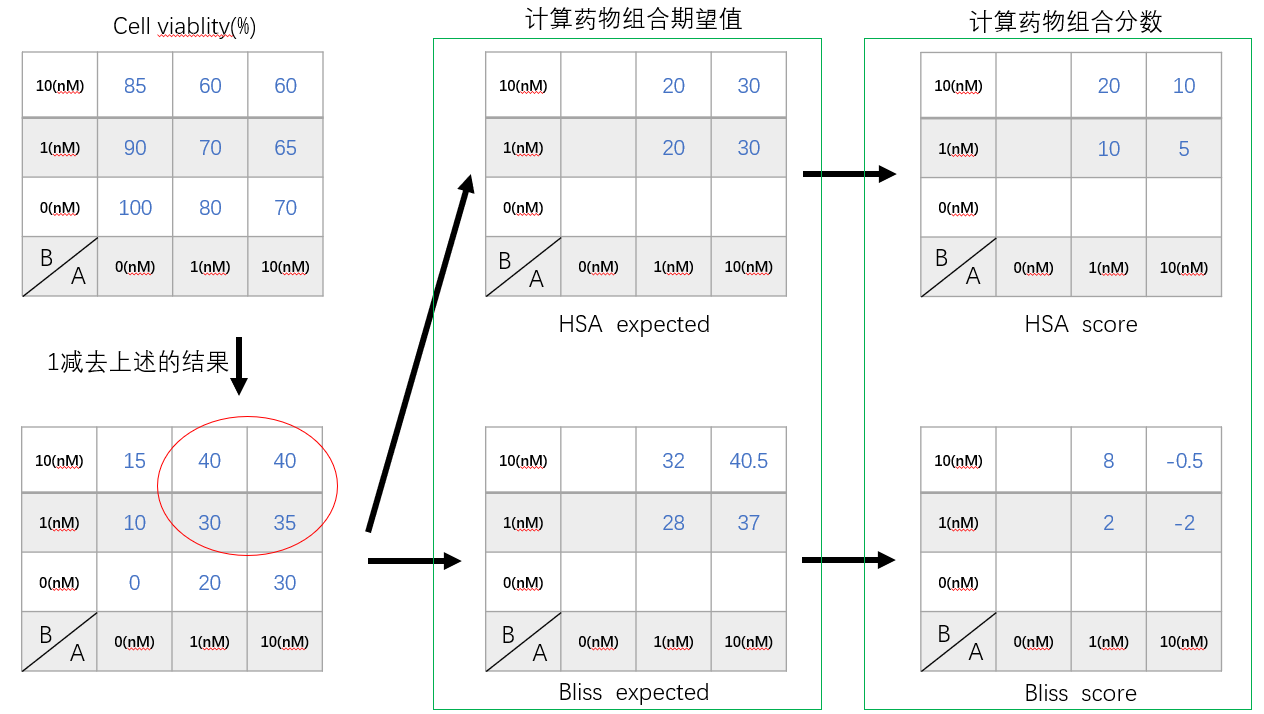 Cell viablity(%)
10(nM) 85 60 60
1(nM) 90 70 65
0(nM) 100 80 70
B A 0(nM) 1(nM) 10(nM)
1减去上述的结果
10(nM) 15 40 40
1(nM) 10 30 35
0(nM) 0 20 30
B A 0(nM) 1(nM) 10(nM)
计算药物组合期望值
10(nM) 20 30
1(nM) 20 30
0(nM)
B A 0(nM) 1(nM) 10(nM)
HSA expected
10(nM) 32 40.5
1(nM) 28 37
0(nM)
B A 0(nM) 1(nM) 10(nM)
Bliss expected
计算药物组合分数
10(nM) 20 10
1(nM) 10 5
0(nM)
B A 0(nM) 1(nM) 10(nM)
HSA score
10(nM) 8 -0.5
1(nM) 2 -2
0(nM)
B A 0(nM) 1(nM) 10(nM)
Bliss score